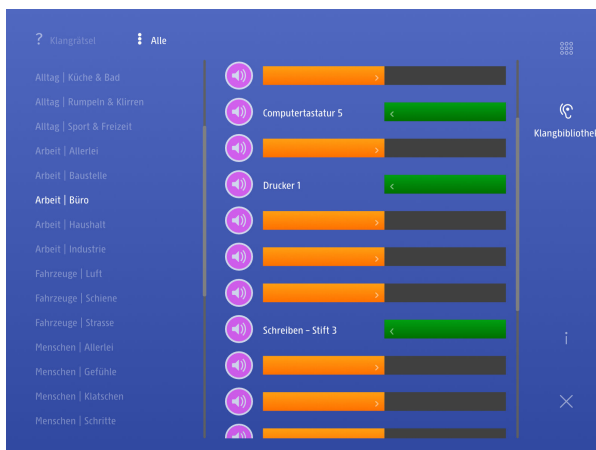 ? Klangrätsel
Alle
Alltag | Küche & Bad
Alltag | Rumpeln & Klirren
Alltag | Sport & Freizeit
Arbeit | Allerlei
Arbeit | Baustelle
Arbeit | Büro
Arbeit | Haushalt
Arbeit | Industrie
Fahrzeuge | Luft
Fahrzeuge | Schiene
Fahrzeuge | Strasse
Menschen | Allerlei
Menschen | Gefühle
Menschen | Klatschen
Menschen | Schritte
Computertastatur 5
Drucker 1
Schreiben – Stift 3
Klangbibliothek
i